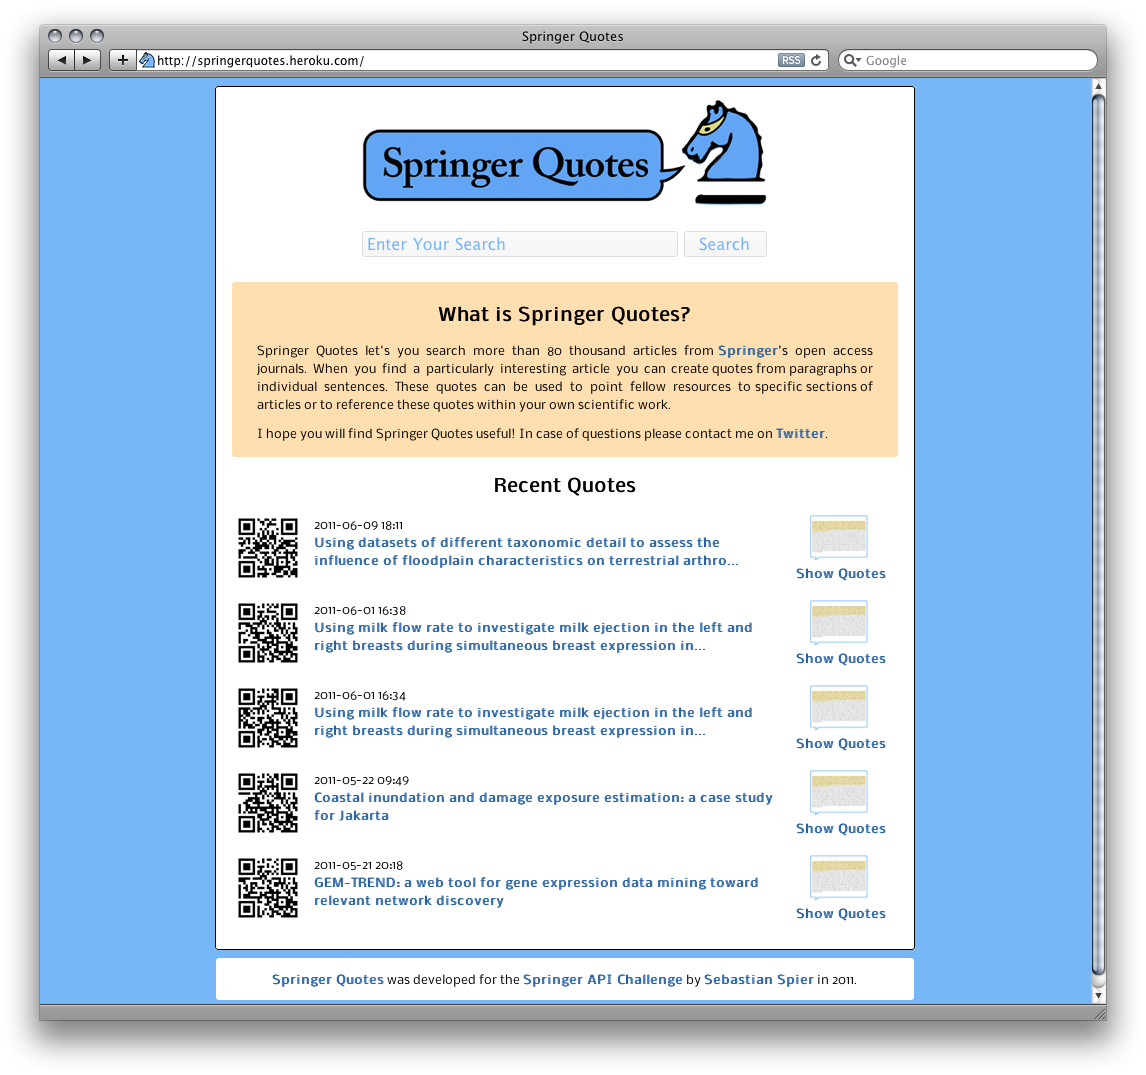 Springer Quotes
http://springerquotes.heroku.com/
RSS
Google
Springer Quotes
Enter Your Search
Search
What is Springer Quotes?
Springer Quotes let's you search more than 80 thousand articles from Springer's open access
journals. When you find a particularly interesting article you can create quotes from paragraphs or
individual sentences. These quotes can be used to point fellow resources to specific sections of
articles or to reference these quotes within your own scientific work.
I hope you will find Springer Quotes useful! In case of questions please contact me on Twitter.
Recent Quotes
2011-06-09 18:11
Using datasets of different taxonomic detail to assess the
influence of floodplain characteristics on terrestrial arthro...
Show Quotes
2011-06-01 16:38
Using milk flow rate to investigate milk ejection in the left and
right breasts during simultaneous breast expression in...
Show Quotes
2011-06-01 16:34
Using milk flow rate to investigate milk ejection in the left and
right breasts during simultaneous breast expression in...
Show Quotes
2011-05-22 09:49
Coastal inundation and damage exposure estimation: a case study
for Jakarta
Show Quotes
2011-05-21 20:18
GEM-TREND: a web tool for gene expression data mining toward
relevant network discovery
Show Quotes
Springer Quotes was developed for the Springer API Challenge by Sebastian Spier in 2011.